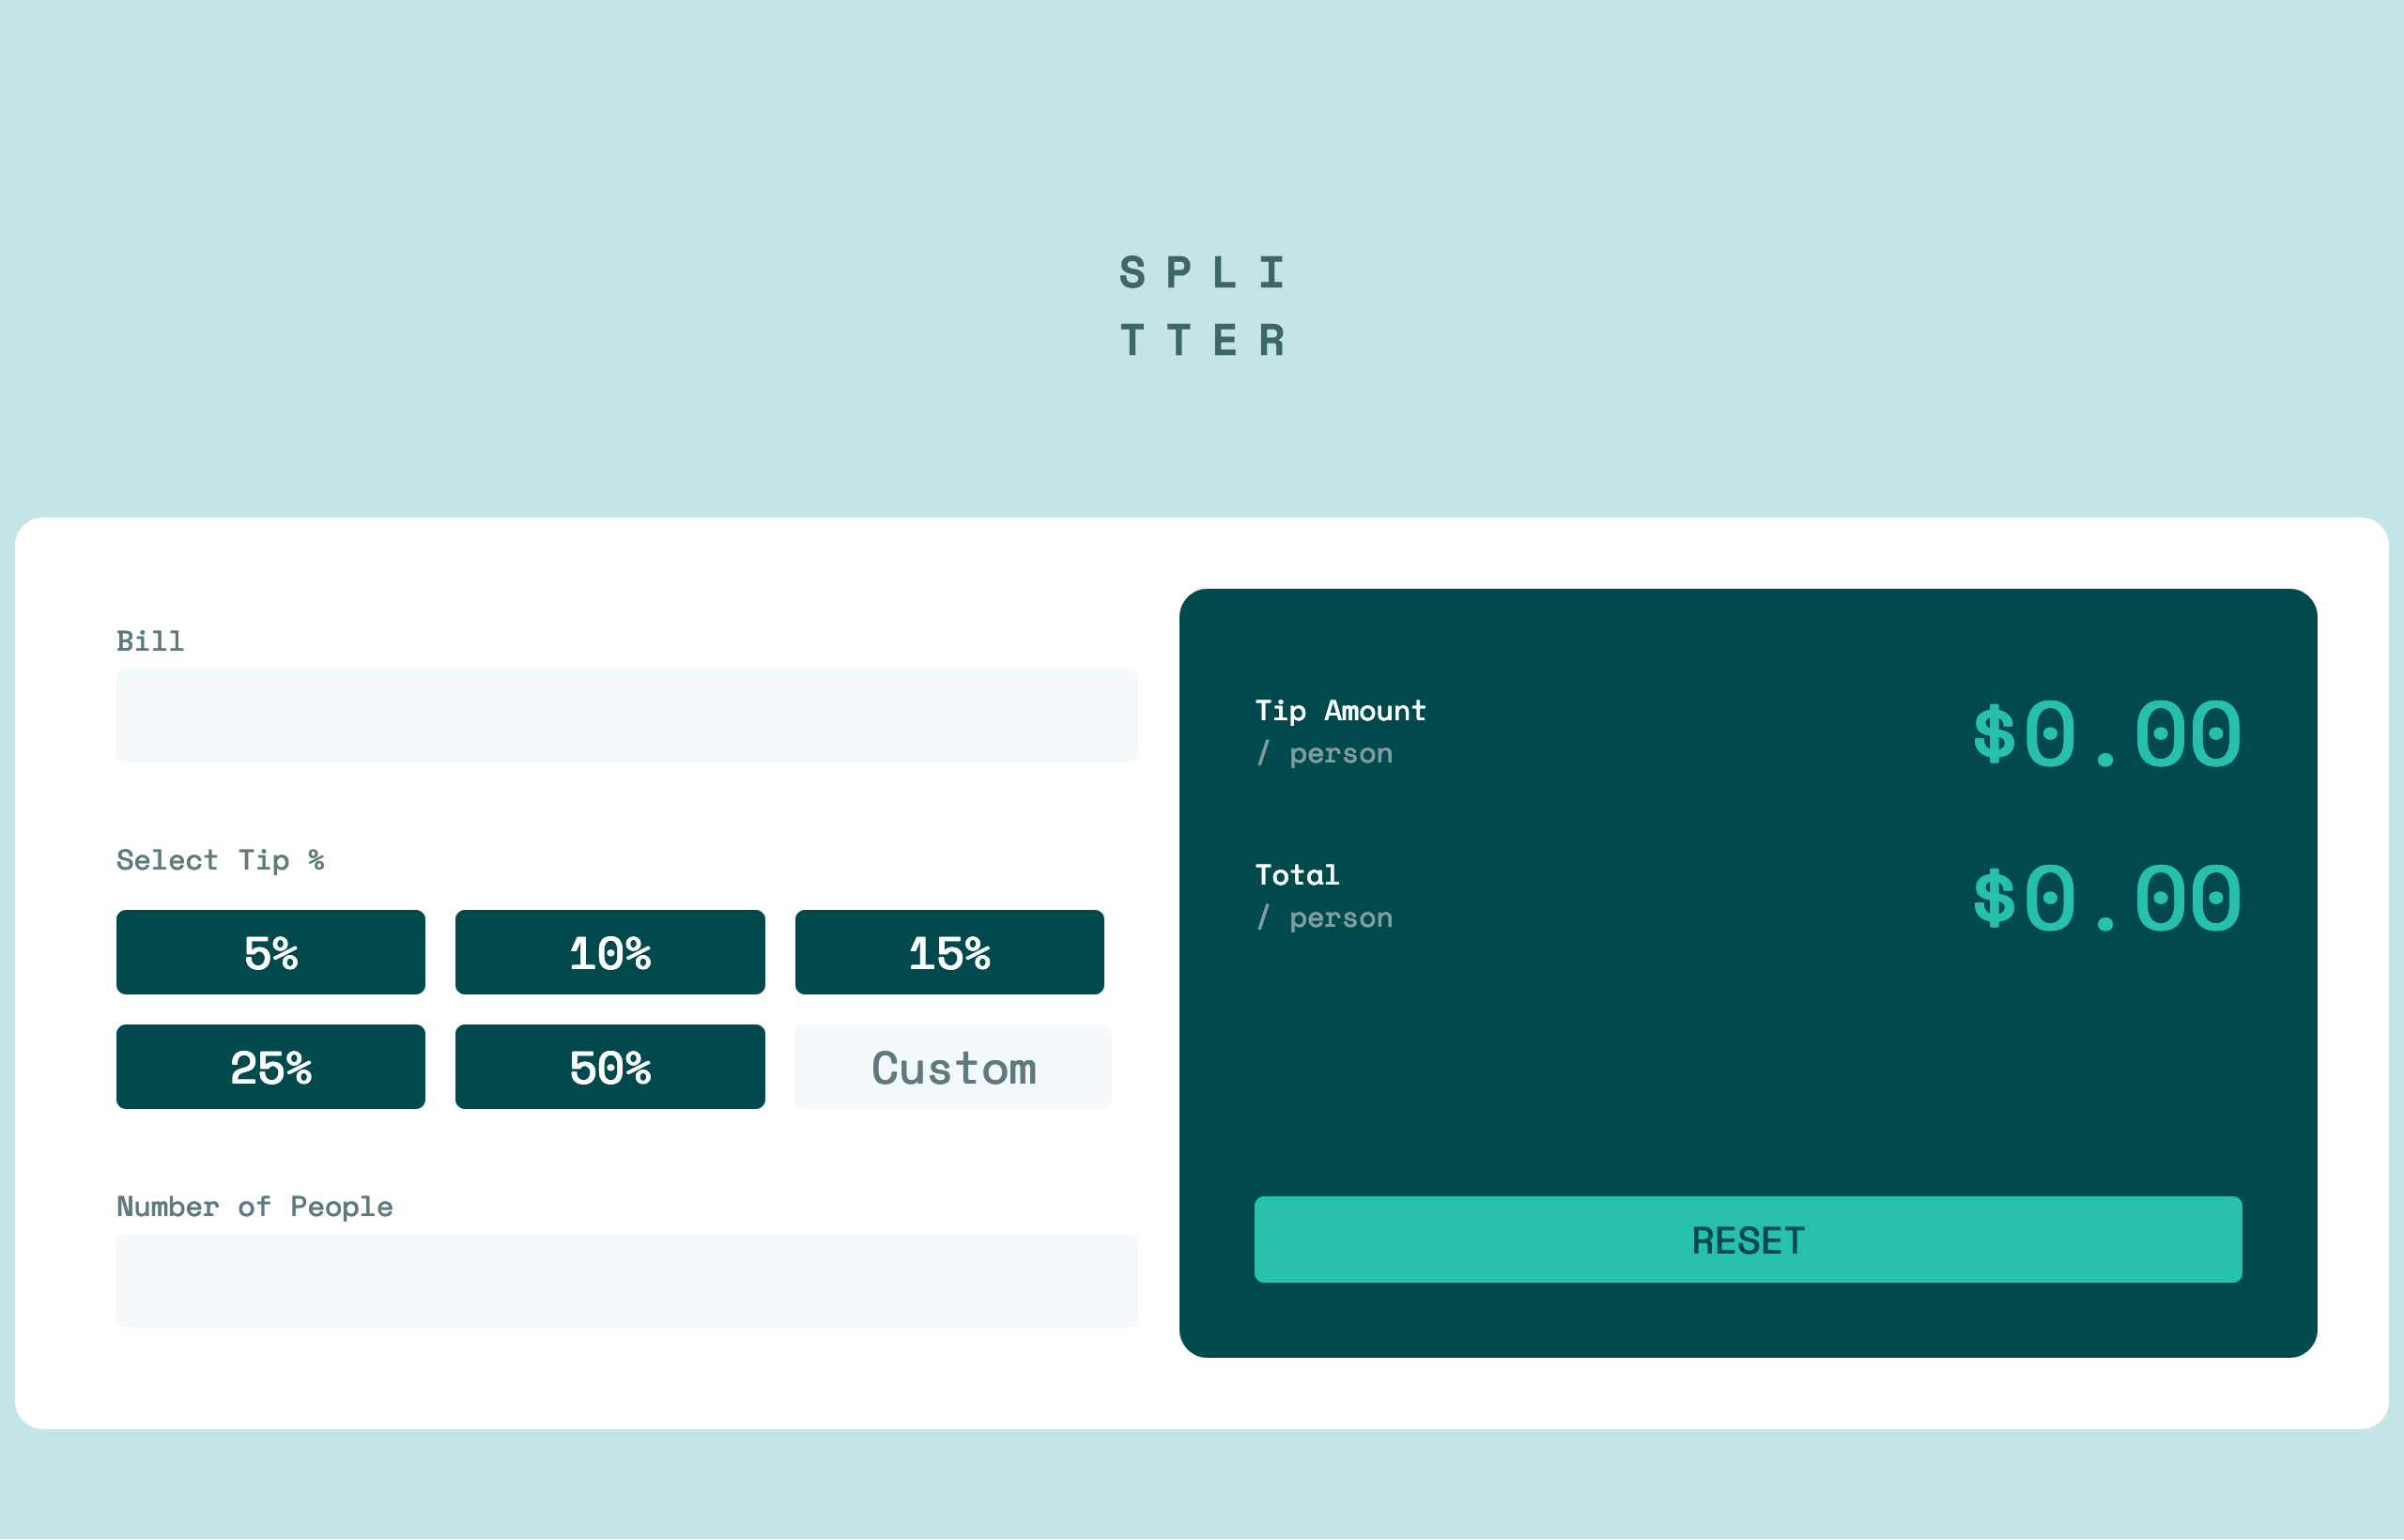 S P L I
T T E R
Bill
Select Tip %
5% 10% 15%
25% 50% Custom
Number of People
Tip Amount
/ person
$0.00
Total
/ person
$0.00
RESET